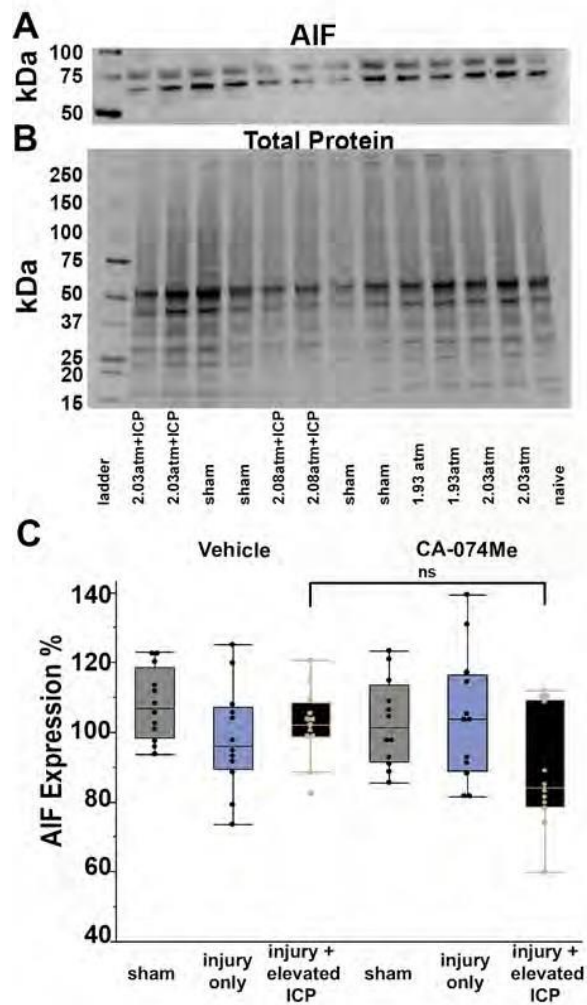 A
AIF
kDa
100
75
50
B
Total Protein
kDa
250
150
100
75
50
37
25
20
15
ladder
2.03atm+ICP
2.03atm+ICP
sham
sham
2.08atm+ICP
2.08atm+ICP
sham
sham
1.93 atm
1.93 atm
2.03atm
2.03atm
naive
C
Vehicle
CA-074Me
ns
AIF Expression %
140
120
100
80
60
40
sham
injury
only
injury +
elevated
ICP
sham
injury
only
injury +
elevated
ICP